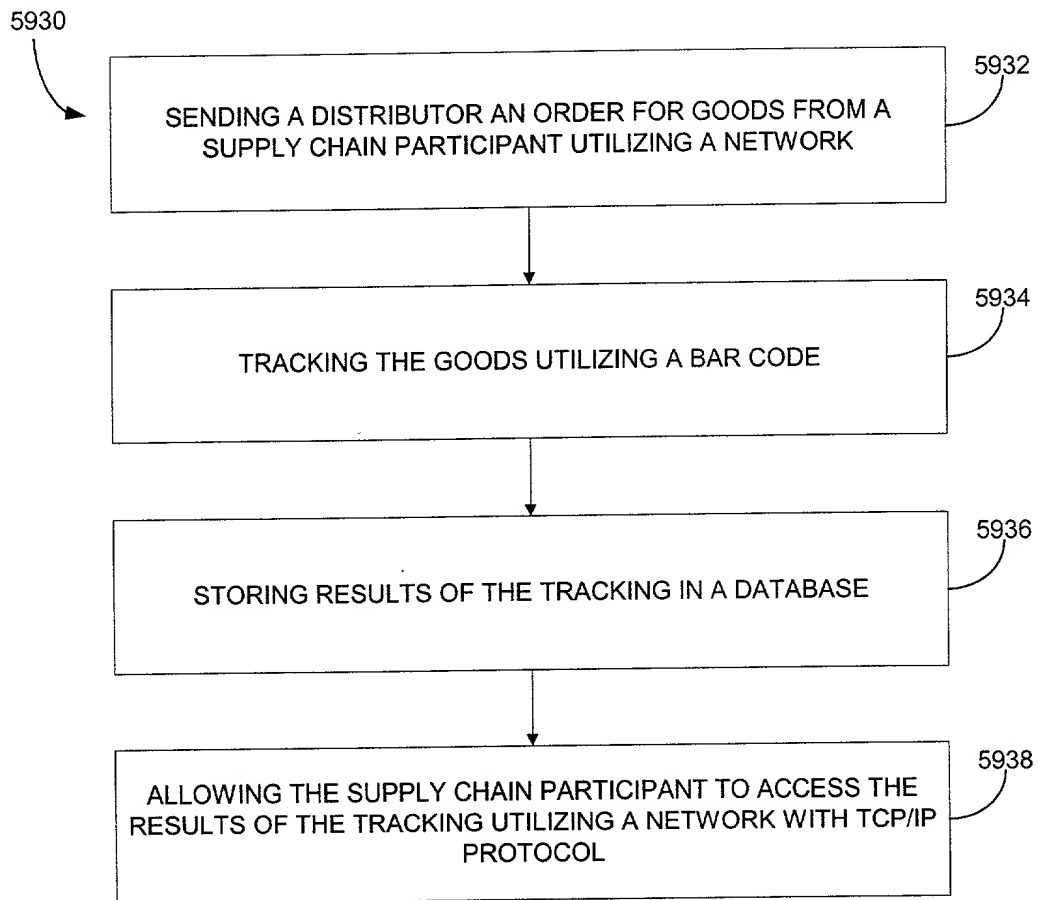 5930
5932
SENDING A DISTRIBUTOR AN ORDER FOR GOODS FROM A
SUPPLY CHAIN PARTICIPANT UTILIZING A NETWORK
5934
TRACKING THE GOODS UTILIZING A BAR CODE
5936
STORING RESULTS OF THE TRACKING IN A DATABASE
5938
ALLOWING THE SUPPLY CHAIN PARTICIPANT TO ACCESS THE
RESULTS OF THE TRACKING UTILIZING A NETWORK WITH TCP/IP
PROTOCOL